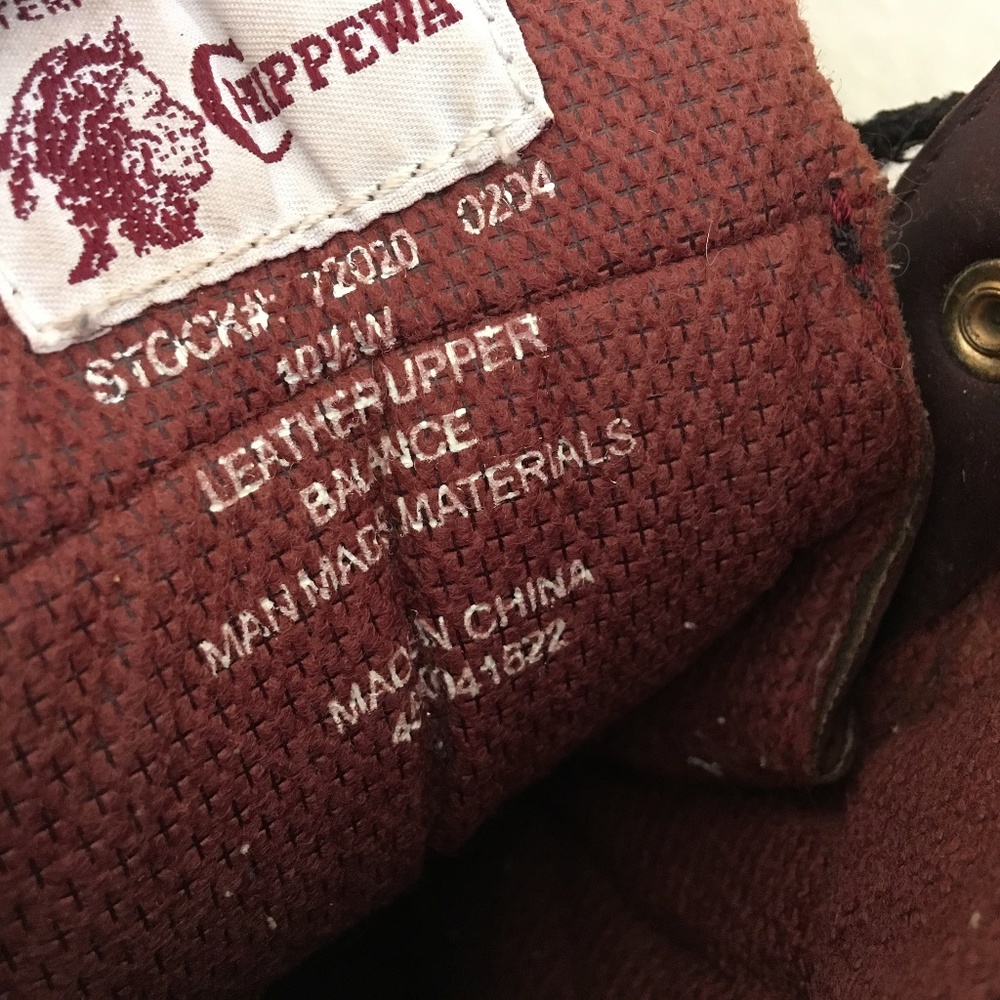 CHIPPEWA
STOCK#: 72020 0204
10½W
LEATHER UPPER
BALANCE
MAN MADE MATERIALS
MADE IN CHINA